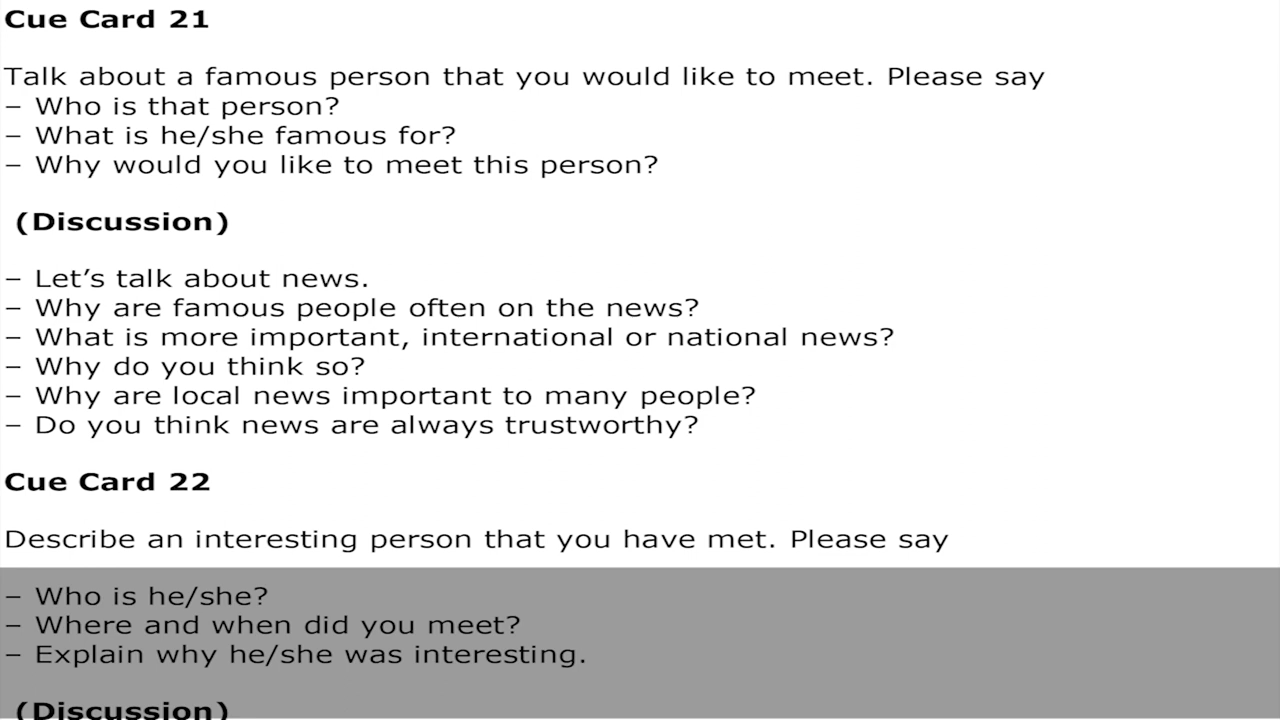 Cue Card 21
Talk about a famous person that you would like to meet. Please say
– Who is that person?
– What is he/she famous for?
– Why would you like to meet this person?
(Discussion)
– Let’s talk about news.
– Why are famous people often on the news?
– What is more important, international or national news?
– Why do you think so?
– Why are local news important to many people?
– Do you think news are always trustworthy?
Cue Card 22
Describe an interesting person that you have met. Please say
– Who is he/she?
– Where and when did you meet?
– Explain why he/she was interesting.
(Discussion)